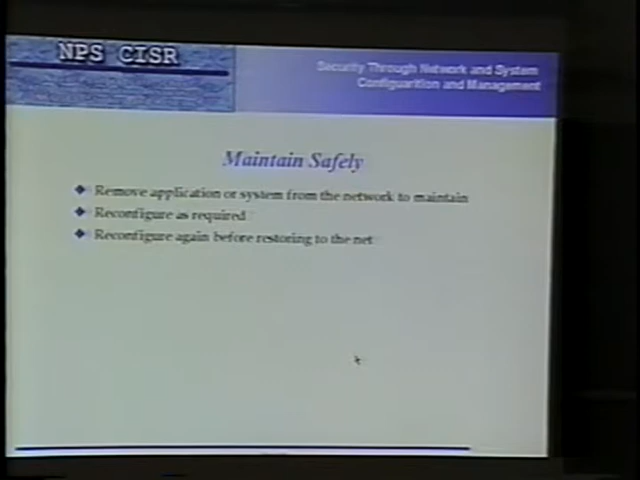 NPS CISR
Security Through Network and System
Configuartion and Management
Maintain Safely
Remove application or system from the network to maintain
Reconfigure as required
Reconfigure again before restoring to the net